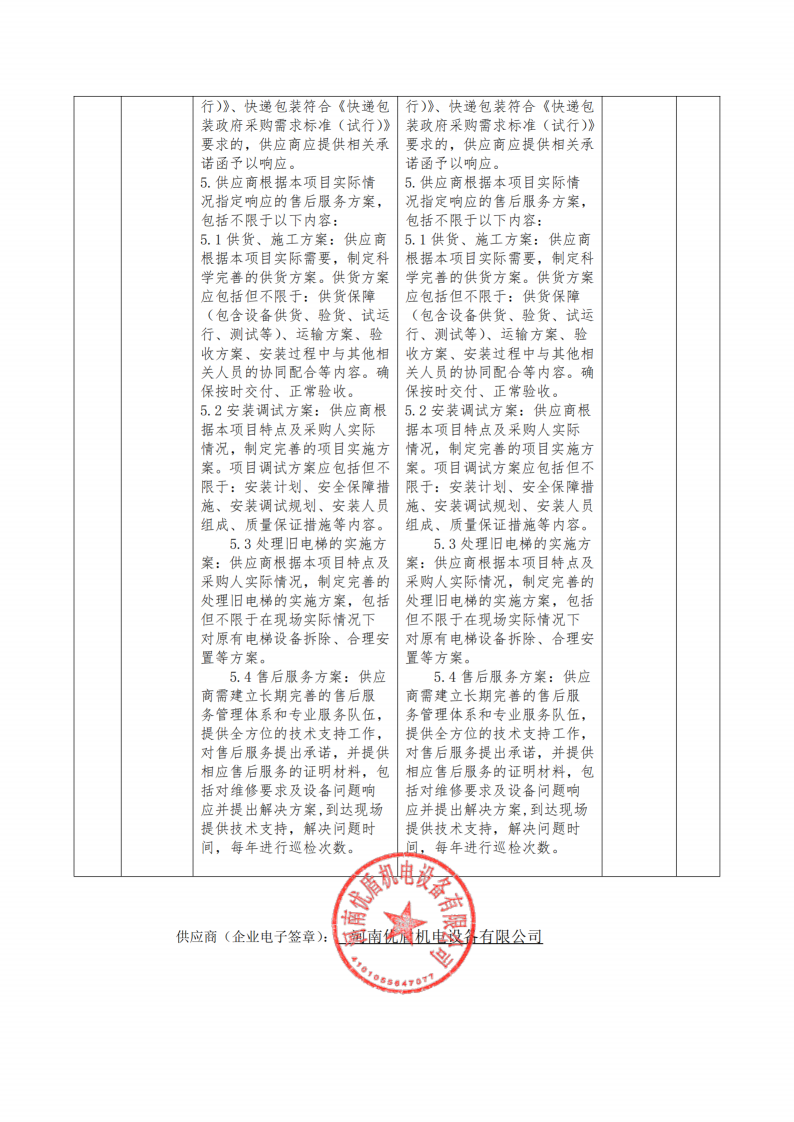 行)》、快递包装符合《快递包
装政府采购需求标准（试行)》
要求的，供应商应提供相关承
诺函予以响应。
5.供应商根据本项目实际情
况指定响应的售后服务方案，
包括不限于以下内容：
5.1 供货、施工方案：供应商
根据本项目实际需要，制定科
学完善的供货方案。供货方案
应包括但不限于：供货保障
（包含设备供货、验货、试运
行、测试等）、运输方案、验
收方案、安装过程中与其他相
关人员的协同配合等内容。确
保按时交付、正常验收。
5.2 安装调试方案：供应商根
据本项目特点及采购人实际
情况，制定完善的项目实施方
案。项目调试方案应包括但不
限于：安装计划、安全保障措
施、安装调试规划、安装人员
组成、质量保证措施等内容。
5.3 处理旧电梯的实施方
案：供应商根据本项目特点及
采购人实际情况，制定完善的
处理旧电梯的实施方案，包括
但不限于在现场实际情况下
对原有电梯设备拆除、合理安
置等方案。
5.4 售后服务方案：供应
商需建立长期完善的售后服
务管理体系和专业服务队伍，
提供全方位的技术支持工作，
对售后服务提出承诺，并提供
相应售后服务的证明材料，包
括对维修要求及设备问题响
应并提出解决方案,到达现场
提供技术支持，解决问题时
间，每年进行巡检次数。
行)》、快递包装符合《快递包
装政府采购需求标准（试行)》
要求的，供应商应提供相关承
诺函予以响应。
5.供应商根据本项目实际情
况指定响应的售后服务方案，
包括不限于以下内容：
5.1 供货、施工方案：供应商
根据本项目实际需要，制定科
学完善的供货方案。供货方案
应包括但不限于：供货保障
（包含设备供货、验货、试运
行、测试等）、运输方案、验
收方案、安装过程中与其他相
关人员的协同配合等内容。确
保按时交付、正常验收。
5.2 安装调试方案：供应商根
据本项目特点及采购人实际
情况，制定完善的项目实施方
案。项目调试方案应包括但不
限于：安装计划、安全保障措
施、安装调试规划、安装人员
组成、质量保证措施等内容。
5.3 处理旧电梯的实施方
案：供应商根据本项目特点及
采购人实际情况，制定完善的
处理旧电梯的实施方案，包括
但不限于在现场实际情况下
对原有电梯设备拆除、合理安
置等方案。
5.4 售后服务方案：供应
商需建立长期完善的售后服
务管理体系和专业服务队伍，
提供全方位的技术支持工作，
对售后服务提出承诺，并提供
相应售后服务的证明材料，包
括对维修要求及设备问题响
应并提出解决方案,到达现场
提供技术支持，解决问题时
间，每年进行巡检次数。
供应商（企业电子签章）：河南优盾机电设备有限公司
河南优盾机电设备有限公司
4101055647077